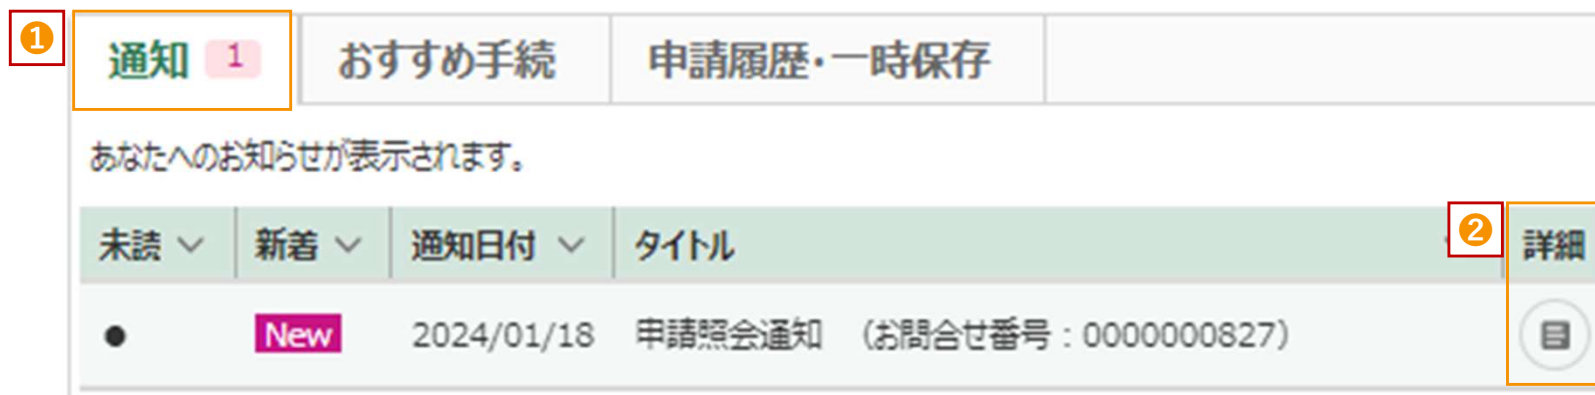 ❶ 通知 1 おすすめ手続 申請履歴・一時保存
あなたへのお知らせが表示されます。
未読 新着 通知日付 タイトル ❷ 詳細
● New 2024/01/18 申請照会通知 （お問合せ番号：0000000827）